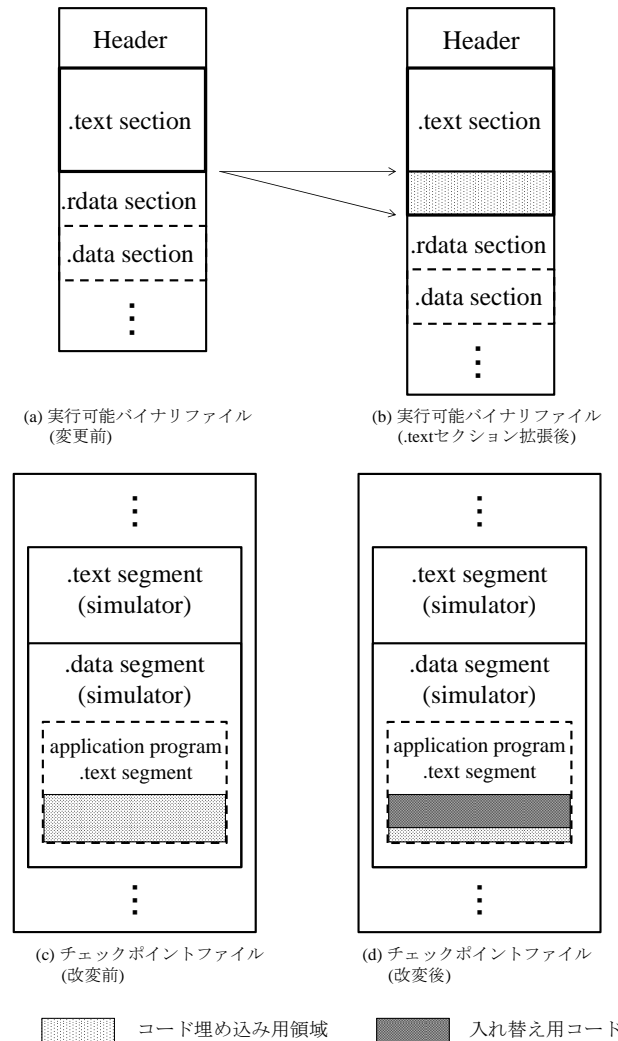 Header
.text section
.rdata section
.data section
⋮
(a) 実行可能バイナリファイル
(変更前)
Header
.text section
.rdata section
.data section
⋮
(b) 実行可能バイナリファイル
(.textセクション拡張後)
⋮
.text segment
(simulator)
.data segment
(simulator)
application program
.text segment
⋮
(c) チェックポイントファイル
(改変前)
⋮
.text segment
(simulator)
.data segment
(simulator)
application program
.text segment
⋮
(d) チェックポイントファイル
(改変後)
コード埋め込み用領域
入れ替え用コード